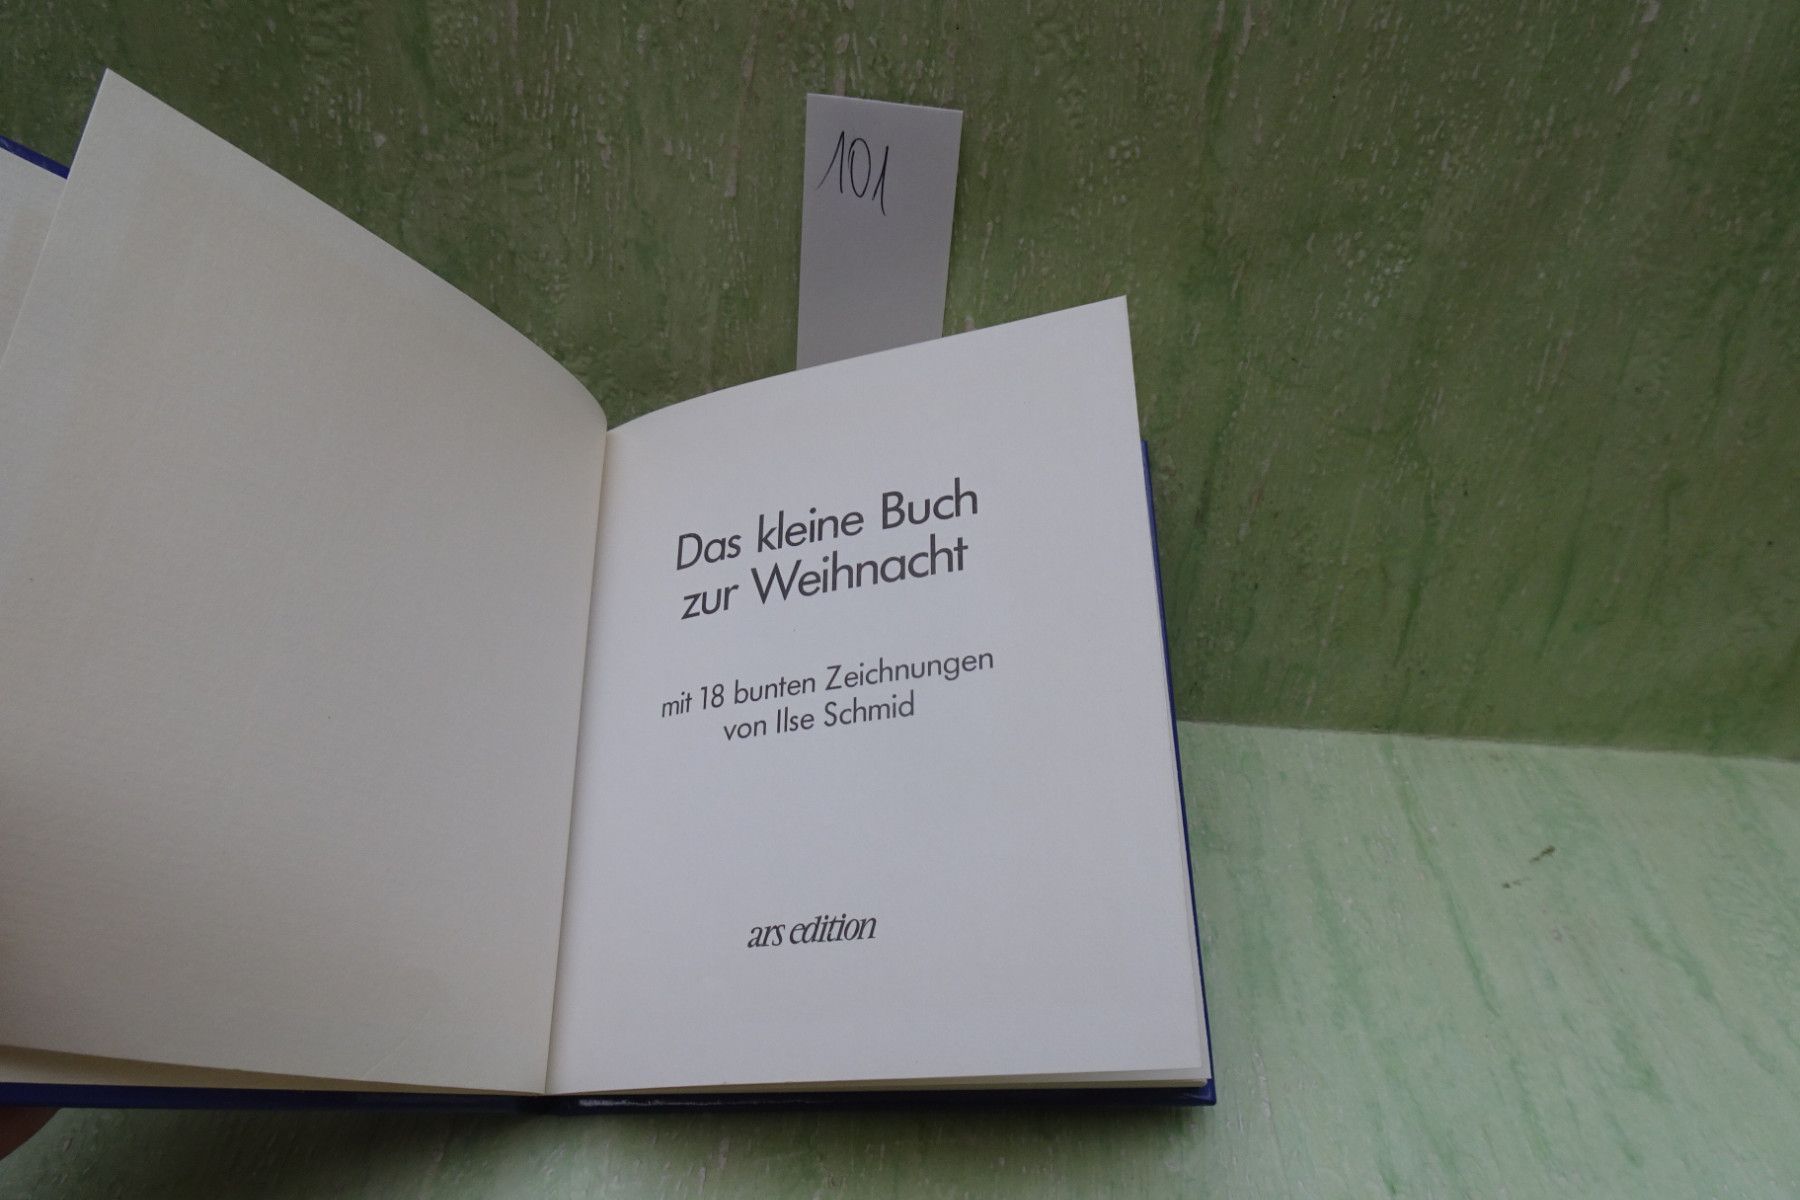 101
Das kleine Buch
zur Weihnacht
mit 18 bunten Zeichnungen
von Ilse Schmid
ars edition